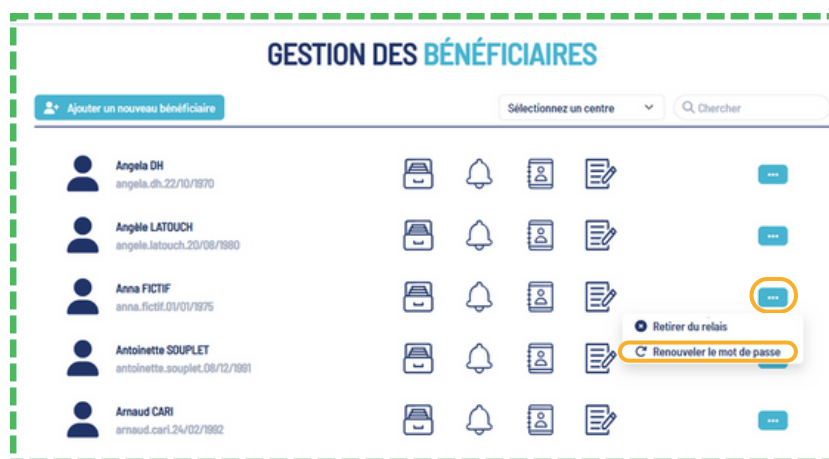 GESTION DES BÉNÉFICIAIRES
Ajouter un nouveau bénéficiaire
Sélectionnez un centre
Chercher
Angela DH
angela.dh.22/10/1970
Angèle LATOUCH
angele.latouch.20/08/1980
Anna FICTIF
anna.fictif.01/01/1975
Retirer du relais
Renouveler le mot de passe
Antoinette SOUPLET
antoinette.souplet.08/12/1991
Arnaud CARI
arnaud.cari.24/02/1992